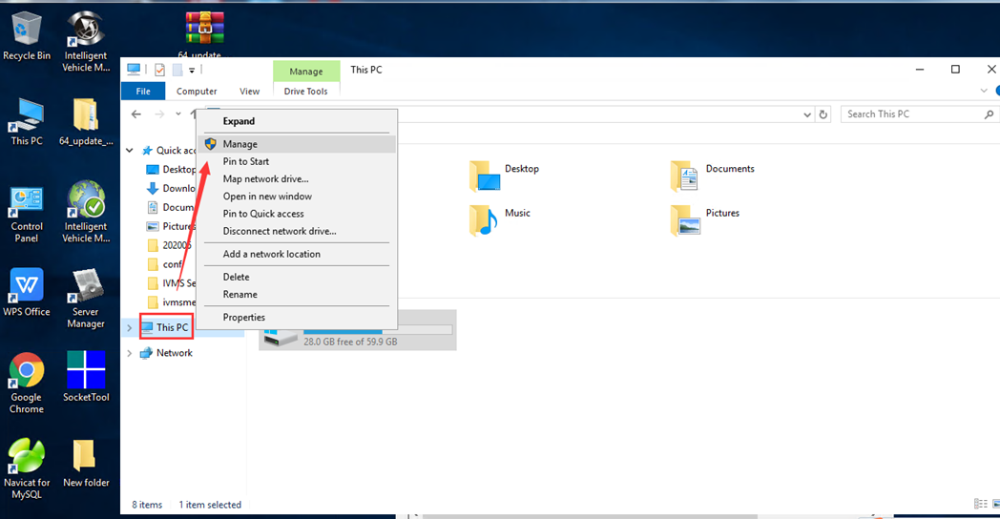 Recycle Bin
Intelligent
Vehicle M...
64_update_
This PC
64_update_...
Control
Panel
Intelligent
Vehicle M...
WPS Office
Server
Manager
Google
Chrome
SocketTool
Navicat for
MySQL
New folder
Manage
This PC
File
Computer
View
Drive Tools
Search This PC
Quick acc
Desktop
Downlo
Docum
Pictures
202005
conf
IVMS Se
ivmsme
This PC
Network
Expand
Manage
Pin to Start
Map network drive...
Open in new window
Pin to Quick access
Disconnect network drive...
Add a network location
Delete
Rename
Properties
Desktop
Documents
Music
Pictures
28.0 GB free of 59.9 GB
8 items
1 item selected